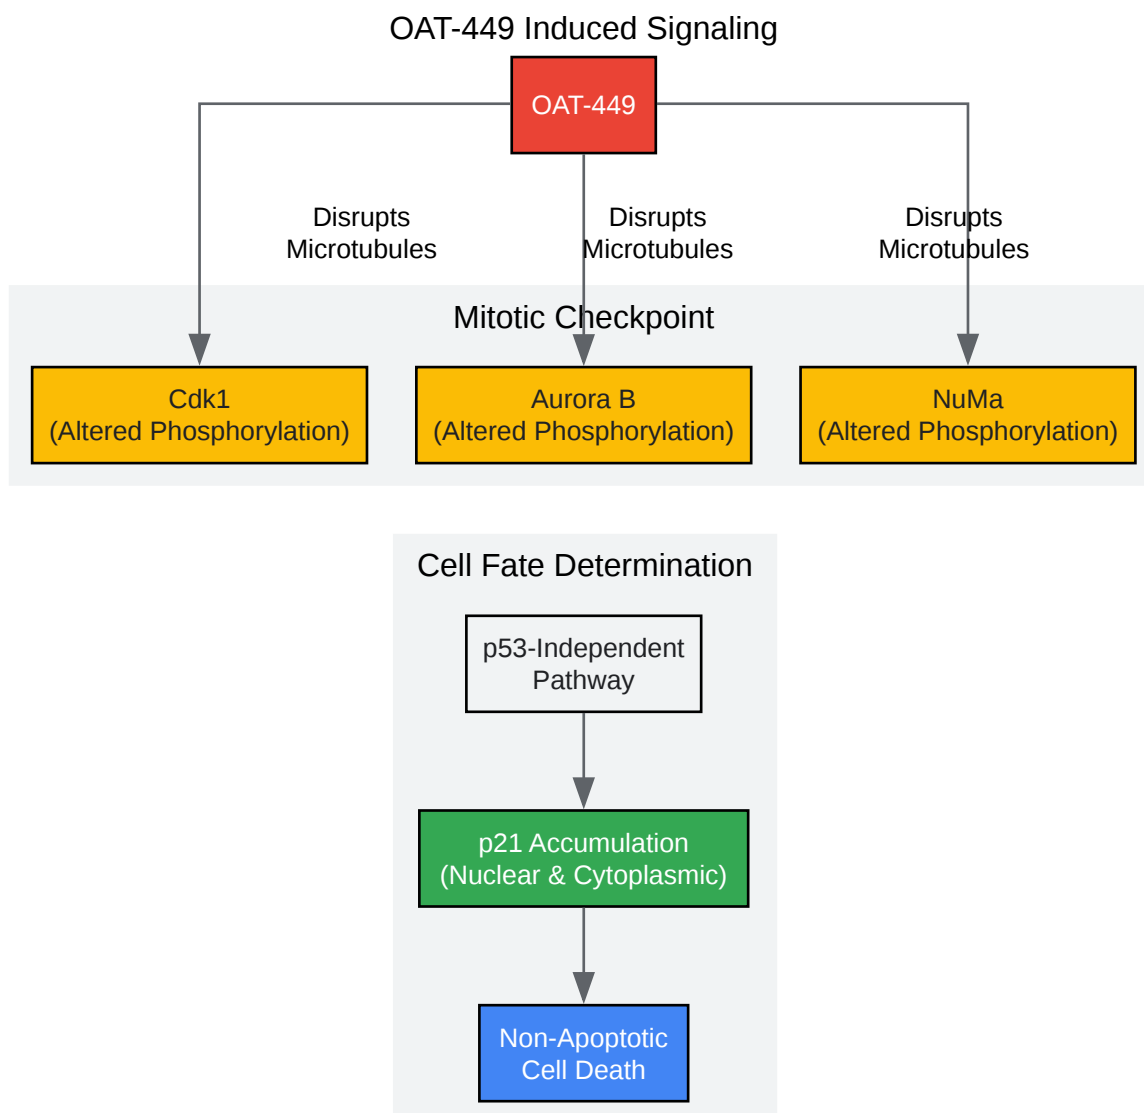 OAT-449 Induced Signaling
OAT-449
Disrupts
Microtubules
Disrupts
Microtubules
Disrupts
Microtubules
Mitotic Checkpoint
Cdk1
(Altered Phosphorylation)
Aurora B
(Altered Phosphorylation)
NuMa
(Altered Phosphorylation)
Cell Fate Determination
p53-Independent
Pathway
p21 Accumulation
(Nuclear & Cytoplasmic)
Non-Apoptotic
Cell Death